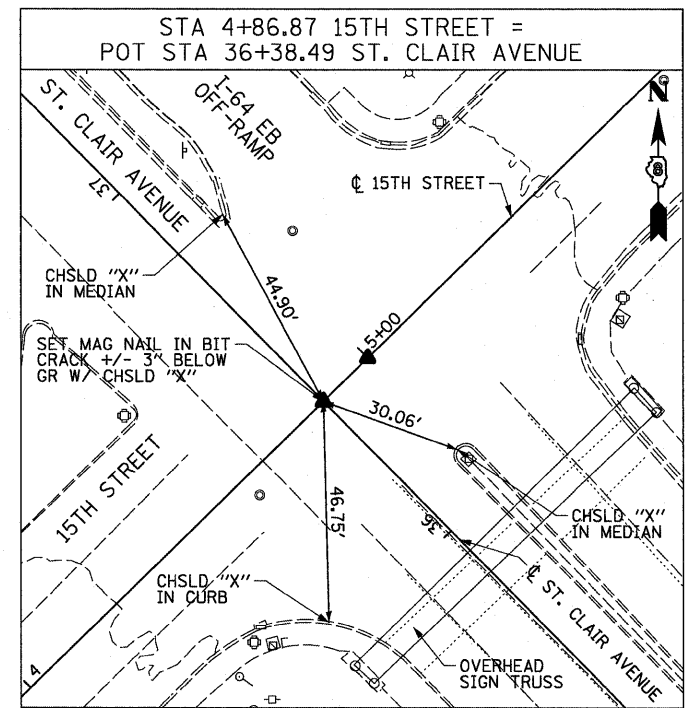 STA 4+86.87 15TH STREET =
POT STA 36+38.49 ST. CLAIR AVENUE
ST. CLAIR AVENUE
I-64 EB
OFF-RAMP
N
℄ 15TH STREET
37
CHSLD "X"
IN MEDIAN
44.90'
5+00
SET MAG NAIL IN BIT
CRACK +/- 3" BELOW
GR W/ CHSLD "X"
30.06'
15TH STREET
46.75'
36
CHSLD "X"
IN MEDIAN
CHSLD "X"
IN CURB
℄ ST. CLAIR AVENUE
OVERHEAD
SIGN TRUSS
4